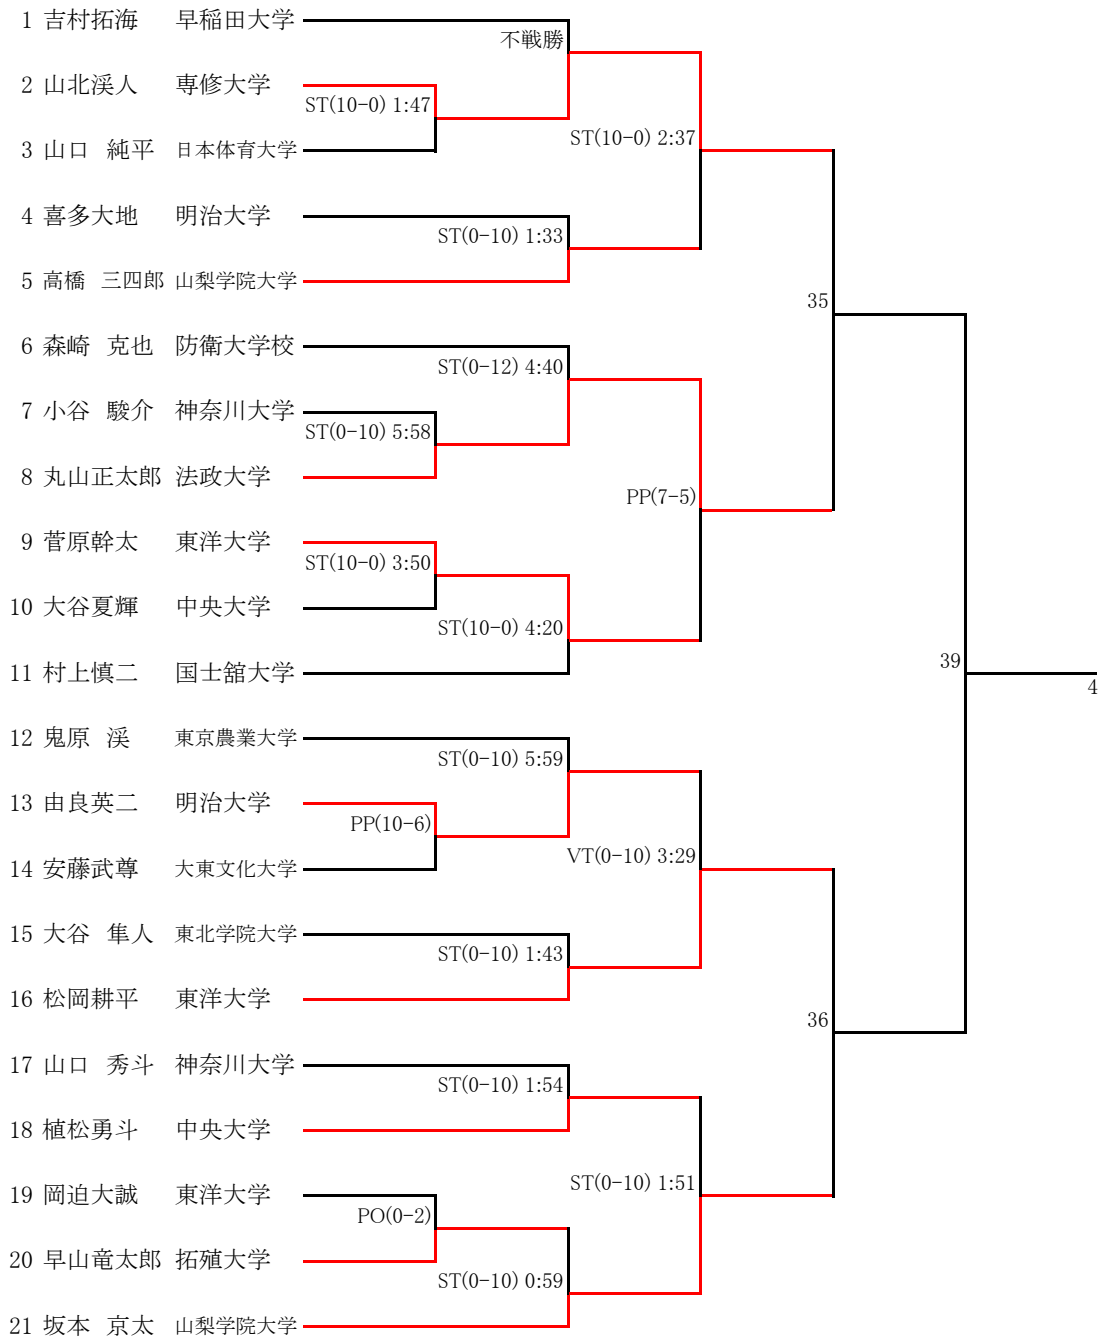 1 吉村拓海 早稲田大学
不戦勝
2 山北渓人 専修大学
ST(10-0) 1:47
ST(10-0) 2:37
3 山口 純平 日本体育大学
4 喜多大地 明治大学
ST(0-10) 1:33
5 高橋 三四郎 山梨学院大学
35
6 森崎 克也 防衛大学校
ST(0-12) 4:40
7 小谷 駿介 神奈川大学
ST(0-10) 5:58
8 丸山正太郎 法政大学
PP(7-5)
9 菅原幹太 東洋大学
ST(10-0) 3:50
10 大谷夏輝 中央大学
ST(10-0) 4:20
11 村上慎二 国士舘大学
39
4
12 鬼原 渓 東京農業大学
ST(0-10) 5:59
13 由良英二 明治大学
PP(10-6)
VT(0-10) 3:29
14 安藤武尊 大東文化大学
15 大谷 隼人 東北学院大学
ST(0-10) 1:43
16 松岡耕平 東洋大学
36
17 山口 秀斗 神奈川大学
ST(0-10) 1:54
18 植松勇斗 中央大学
ST(0-10) 1:51
19 岡迫大誠 東洋大学
PO(0-2)
20 早山竜太郎 拓殖大学
ST(0-10) 0:59
21 坂本 京太 山梨学院大学